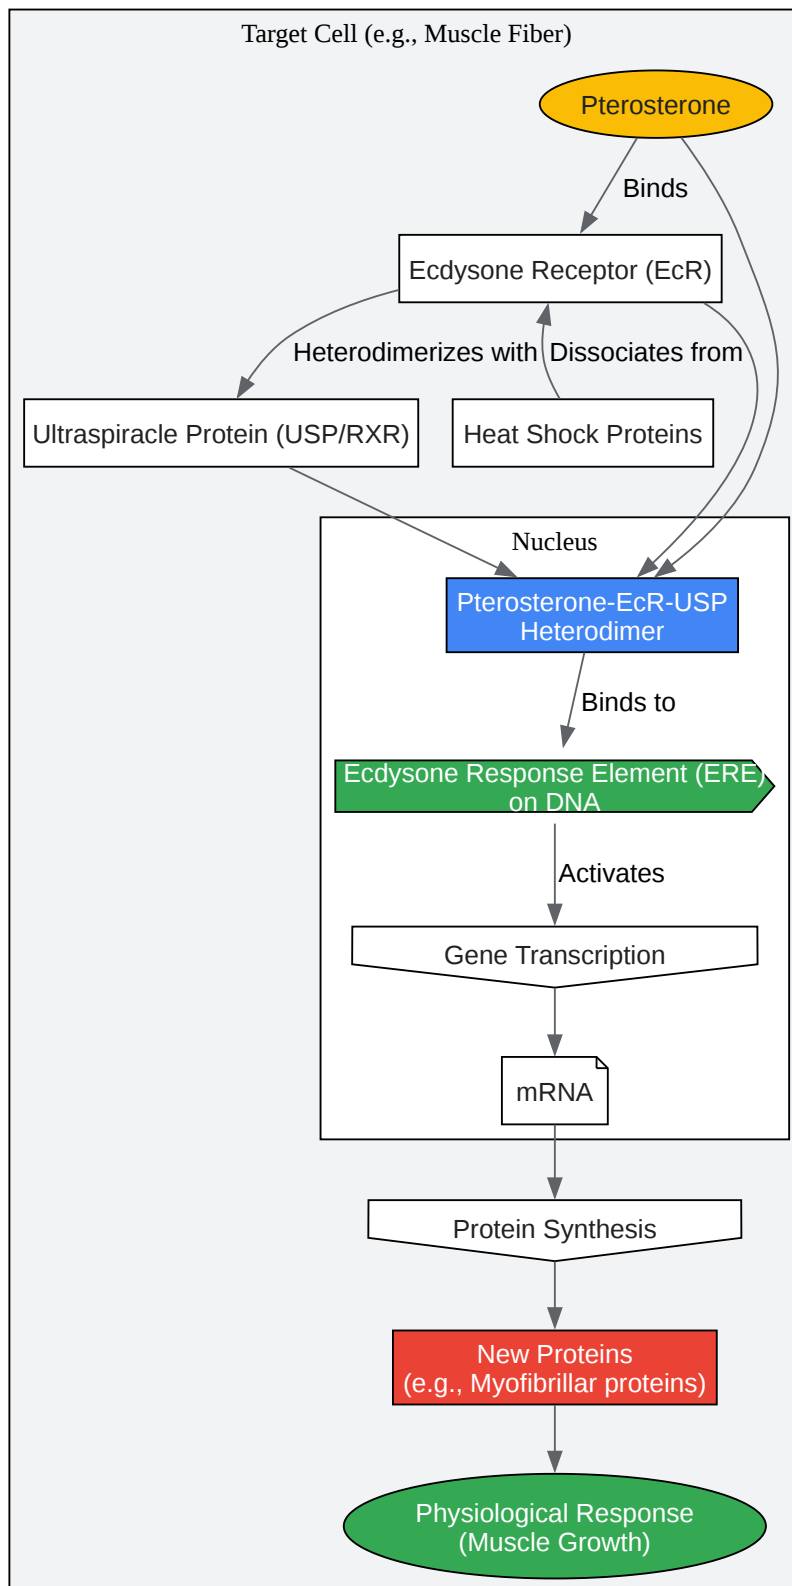 Target Cell (e.g., Muscle Fiber)
Pterosterone
Binds
Ecdysone Receptor (EcR)
Heterodimerizes with
Dissociates from
Ultraspiracle Protein (USP/RXR)
Heat Shock Proteins
Nucleus
Pterosterone-EcR-USP
Heterodimer
Binds to
Ecdysone Response Element (ERE)
on DNA
Activates
Gene Transcription
mRNA
Protein Synthesis
New Proteins
(e.g., Myofibrillar proteins)
Physiological Response
(Muscle Growth)